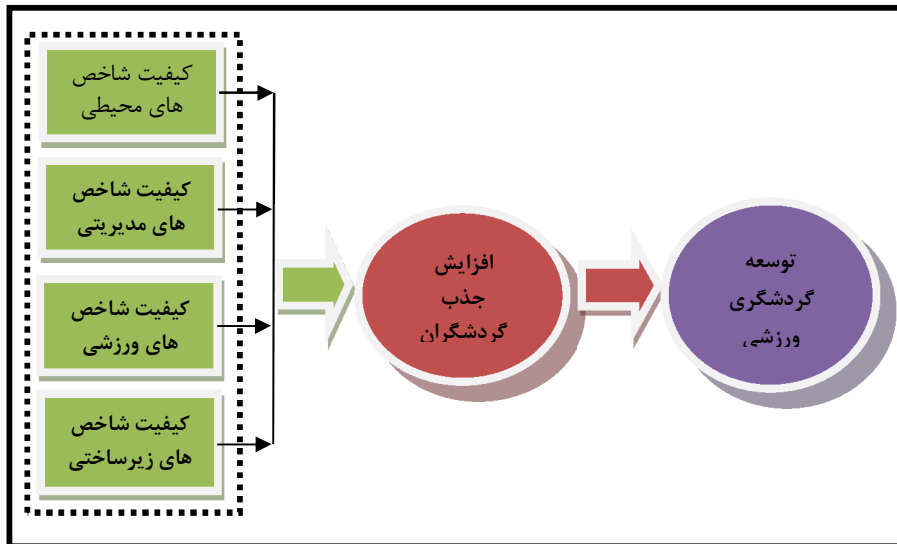 کیفیت شاخص
های محیطی
کیفیت شاخص
های مدیریتی
کیفیت شاخص
های ورزشی
کیفیت شاخص
های زیرساختی
افزایش
جذب
گردشگران
توسعه
گردشگری
ورزشی